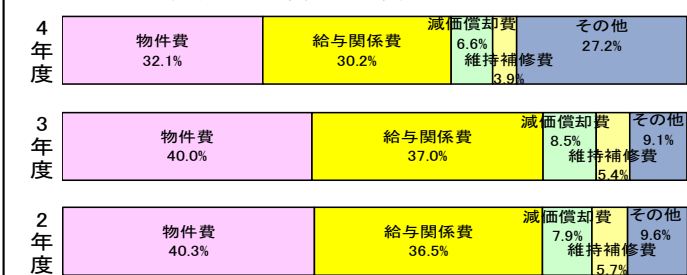 4年度
物件費
32.1%
給与関係費
30.2%
減価償却費
6.6%
維持補修費
3.9%
その他
27.2%
3年度
物件費
40.0%
給与関係費
37.0%
減価償却費
8.5%
維持補修費
5.4%
その他
9.1%
2年度
物件費
40.3%
給与関係費
36.5%
減価償却費
7.9%
維持補修費
5.7%
その他
9.6%